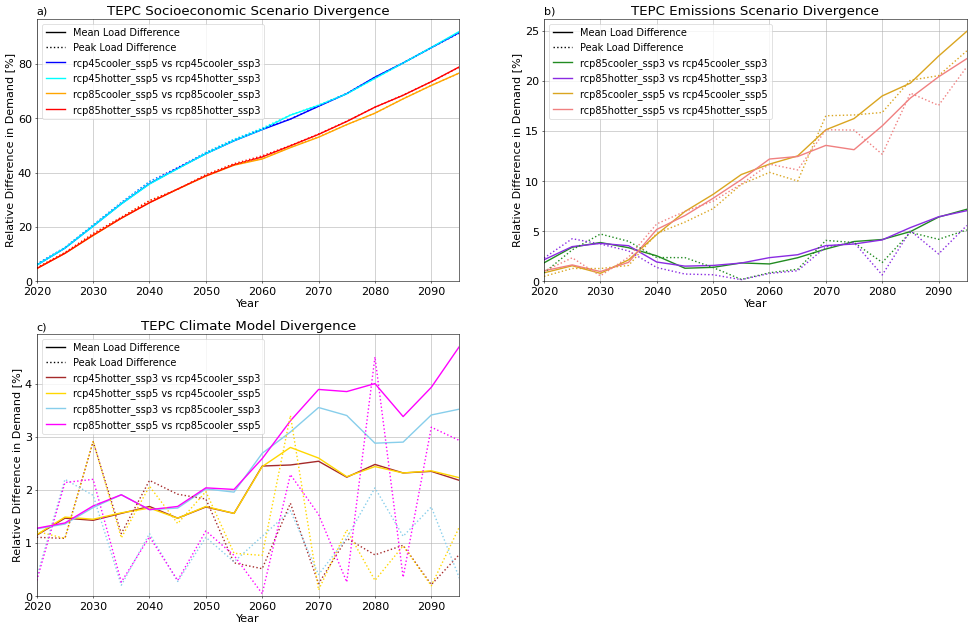 a)
TEPC Socioeconomic Scenario Divergence
Mean Load Difference
Peak Load Difference
rcp45cooler_ssp5 vs rcp45cooler_ssp3
rcp45hotter_ssp5 vs rcp45hotter_ssp3
rcp85cooler_ssp5 vs rcp85cooler_ssp3
rcp85hotter_ssp5 vs rcp85hotter_ssp3
Relative Difference in Demand [%]
80
60
40
20
0
2020 2030 2040 2050 2060 2070 2080 2090
Year
b)
TEPC Emissions Scenario Divergence
Mean Load Difference
Peak Load Difference
rcp85cooler_ssp3 vs rcp45cooler_ssp3
rcp85hotter_ssp3 vs rcp45hotter_ssp3
rcp85cooler_ssp5 vs rcp45cooler_ssp5
rcp85hotter_ssp5 vs rcp45hotter_ssp5
Relative Difference in Demand [%]
25
20
15
10
5
0
2020 2030 2040 2050 2060 2070 2080 2090
Year
c)
TEPC Climate Model Divergence
Mean Load Difference
Peak Load Difference
rcp45hotter_ssp3 vs rcp45cooler_ssp3
rcp45hotter_ssp5 vs rcp45cooler_ssp5
rcp85hotter_ssp3 vs rcp85cooler_ssp3
rcp85hotter_ssp5 vs rcp85cooler_ssp5
Relative Difference in Demand [%]
4
3
2
1
0
2020 2030 2040 2050 2060 2070 2080 2090
Year